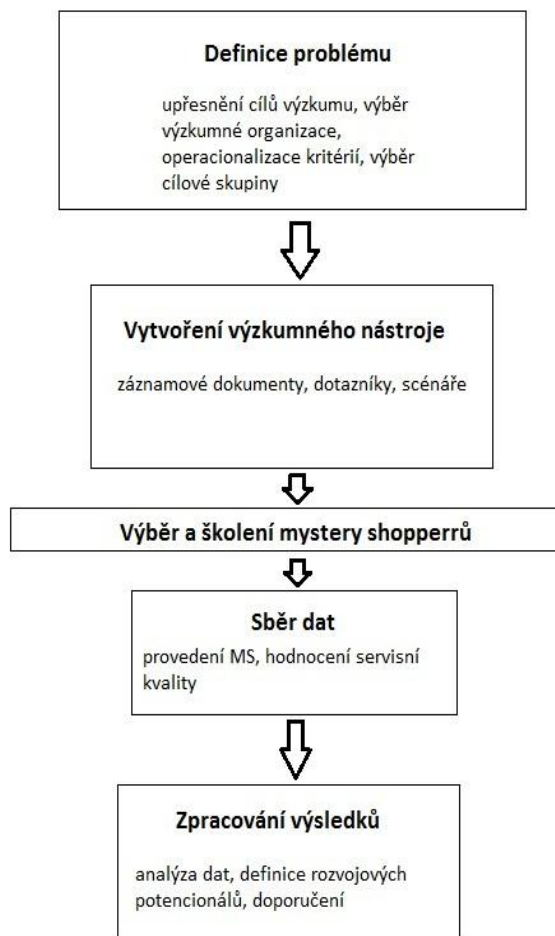 Definice problému
upřesnění cílů výzkumu, výběr
výzkumné organizace,
operacionalizace kritérií, výběr
cílové skupiny
Vytvoření výzkumného nástroje
záznamové dokumenty, dotazníky, scénáře
Výběr a školení mystery shopperrů
Sběr dat
provedení MS, hodnocení servisní
kvality
Zpracování výsledků
analýza dat, definice rozvojových
potencionálů, doporučení